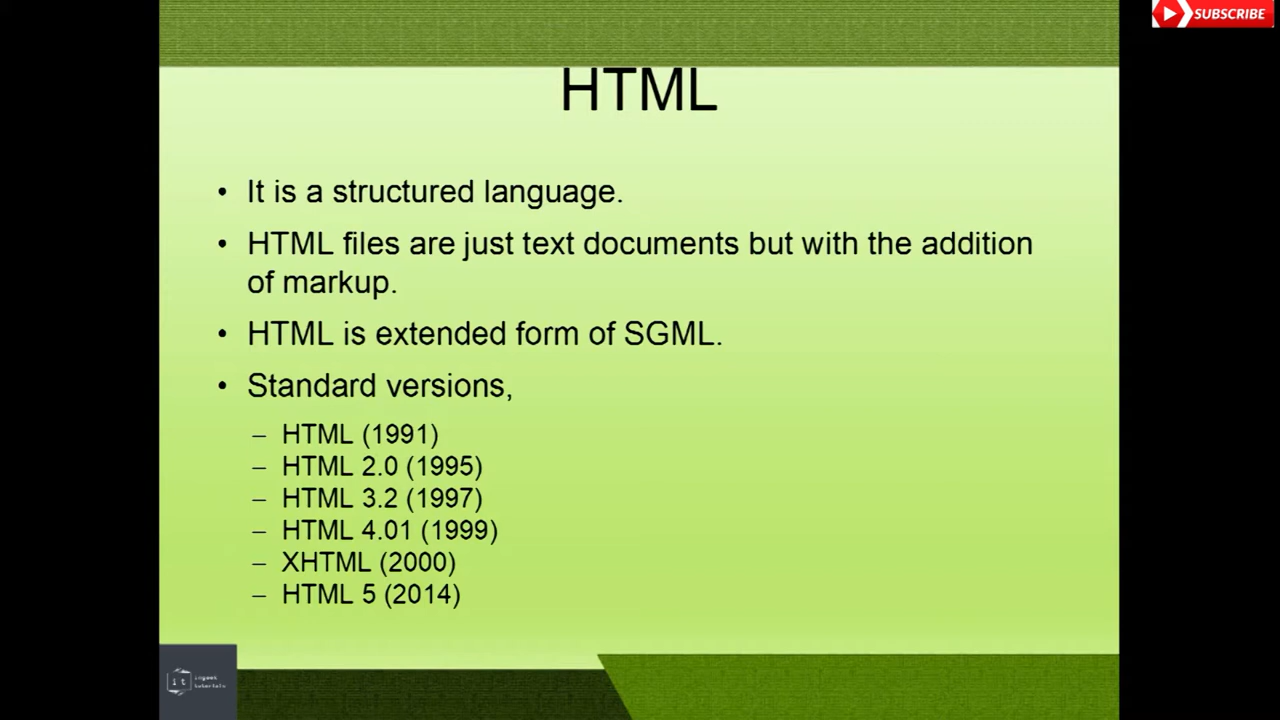 SUBSCRIBE
HTML
• It is a structured language.
• HTML files are just text documents but with the addition
of markup.
• HTML is extended form of SGML.
• Standard versions,
– HTML (1991)
– HTML 2.0 (1995)
– HTML 3.2 (1997)
– HTML 4.01 (1999)
– XHTML (2000)
– HTML 5 (2014)
it
tutorials